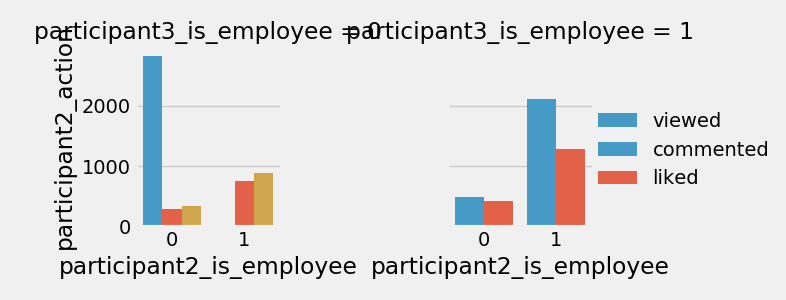 participant3_is_employee = 0
participant3_is_employee = 1
participant2_action
2000
1000
0
0 1
0 1
participant2_is_employee
participant2_is_employee
viewed
commented
liked